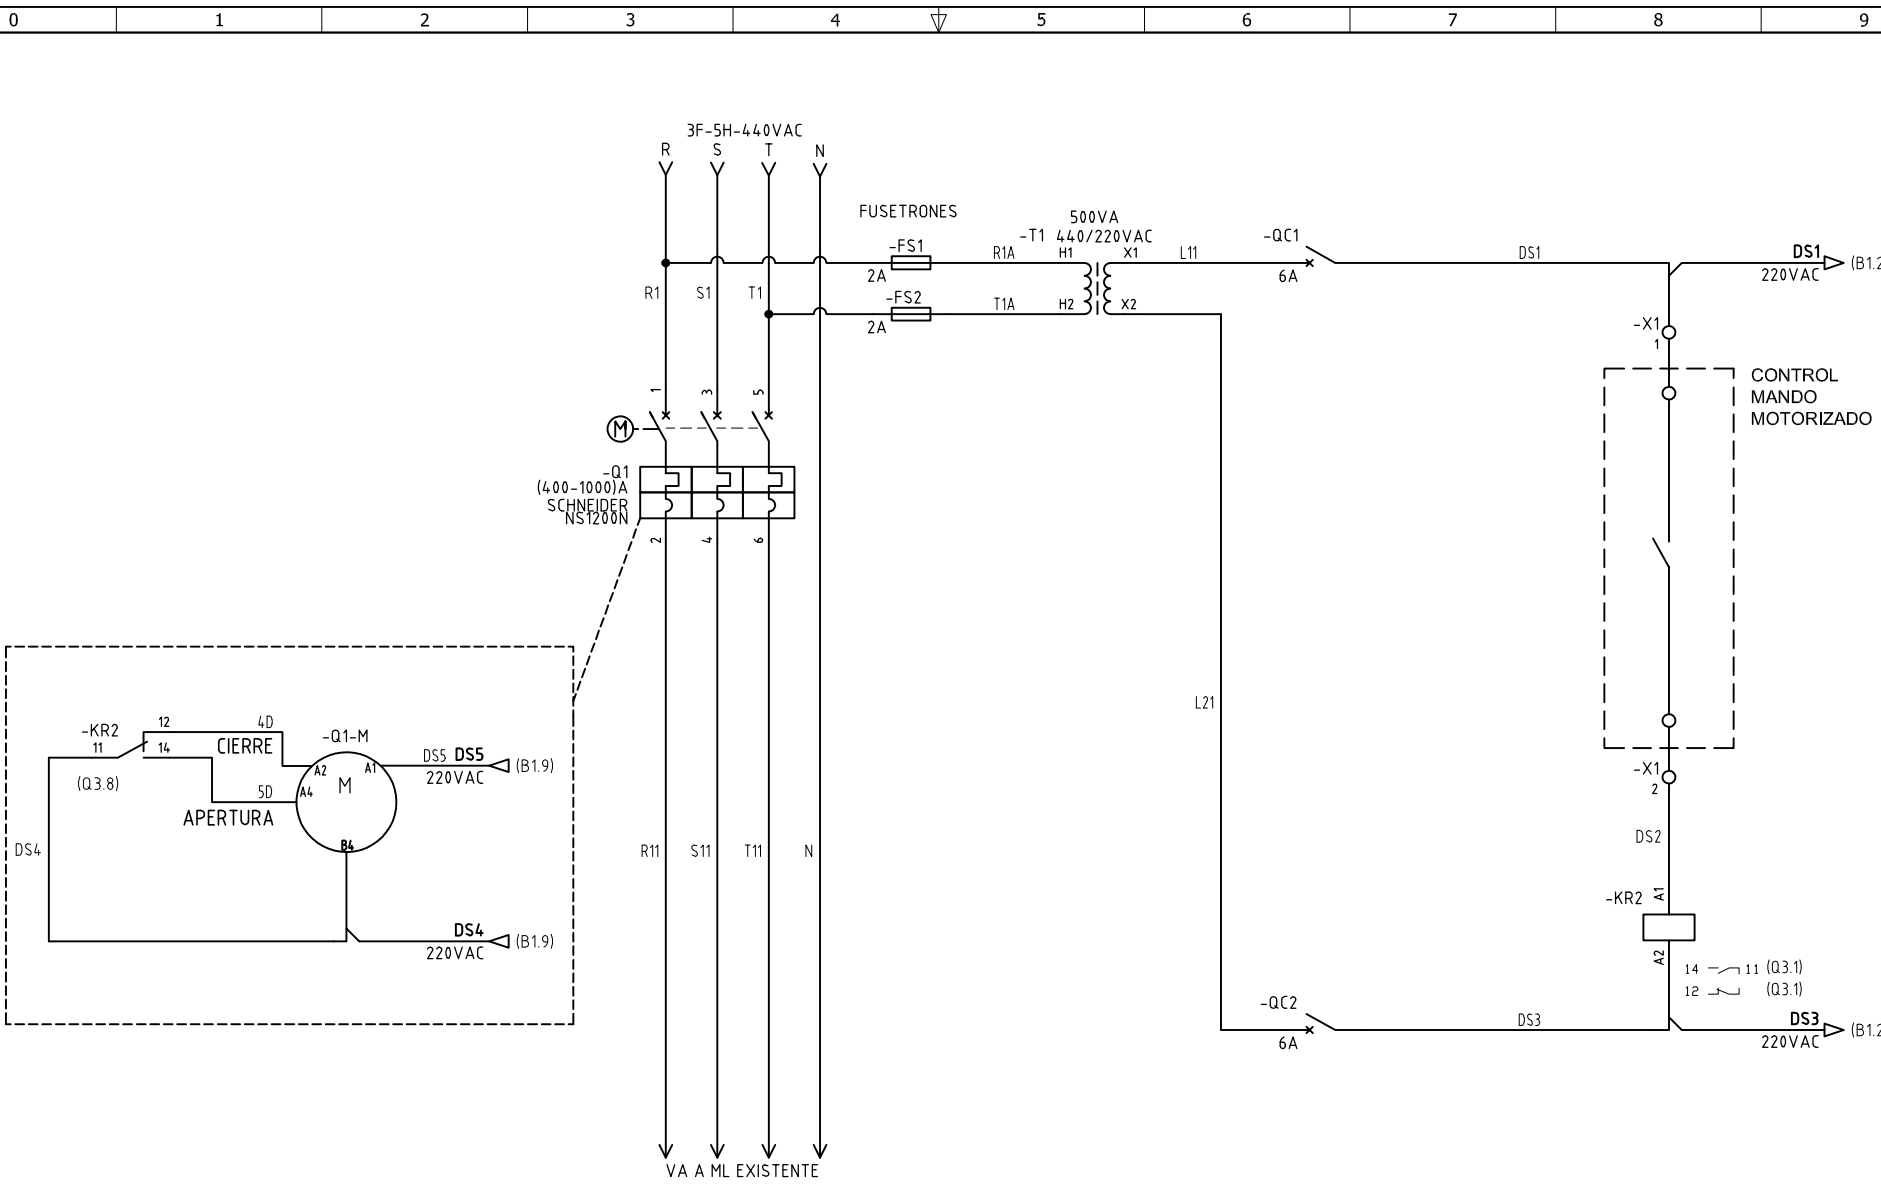 0 1 2 3 4 5 6 7 8 9
3F-5H-440VAC
R S T N
FUSETRONES
500VA
-T1 440/220VAC
-FS1
2A
R1A
H1 X1
L11
-QC1
6A
DS1
DS1
220VAC
(B1.2
R1 S1 T1
-FS2
2A
T1A
H2 X2
-X1
1
CONTROL
MANDO
MOTORIZADO
1 3 5
M
-Q1
(400-1000)A
SCHNEIDER
NS1200N
2 4 6
L21
-KR2
11
12
14
4D
CIERRE
(Q3.8)
5D
APERTURA
-Q1-M
A2 A1
M
A4
B4
DS5 DS5
220VAC
(B1.9)
DS4
DS4
220VAC
(B1.9)
R11 S11 T11 N
-X1
2
DS2
-KR2
A1
A2
14 11 (Q3.1)
12 (Q3.1)
-QC2
6A
DS3
DS3
220VAC
(B1.2
VA A ML EXISTENTE